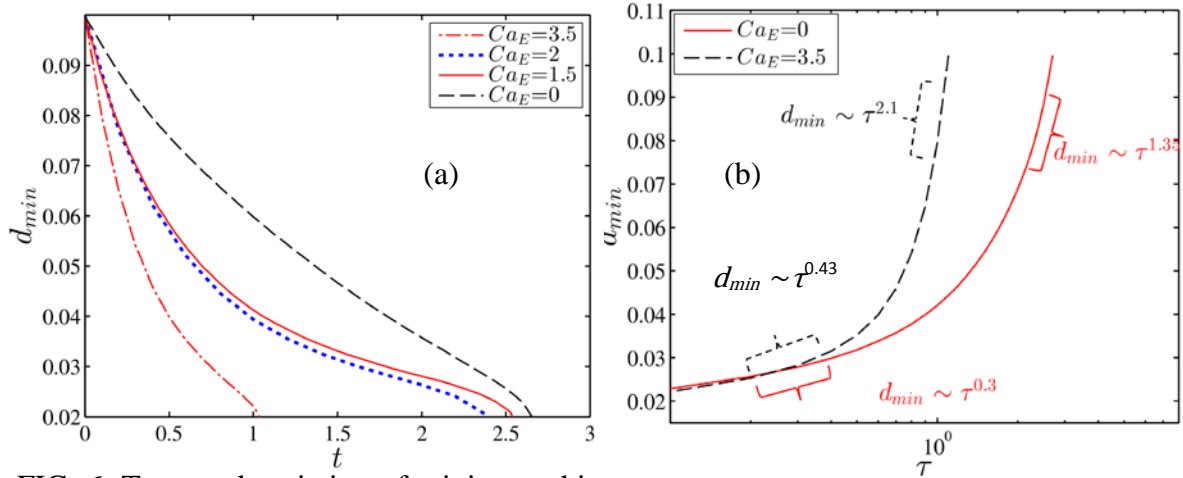 0.09
0.08
0.07
0.06
0.05
0.04
0.03
0.02
d_min
0
0.5
1
1.5
2
2.5
3
t
Ca_E=3.5
Ca_E=2
Ca_E=1.5
Ca_E=0
(a)
0.11
0.1
0.09
0.08
0.07
0.06
0.05
0.04
0.03
0.02
d_min
Ca_E=0
Ca_E=3.5
d_min ∼ τ^2.1
d_min ∼ τ^1.35
(b)
d_min ∼ τ^0.43
d_min ∼ τ^0.3
10^0
τ